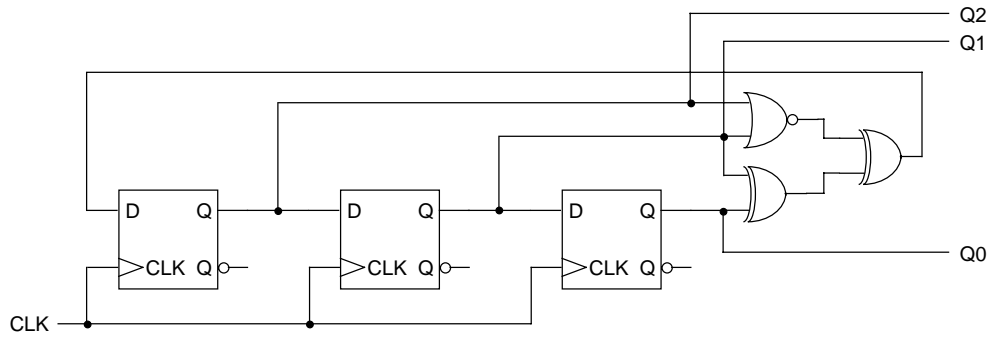 Q2
Q1
D Q D Q D Q
CLK Q CLK Q CLK Q
Q0
CLK